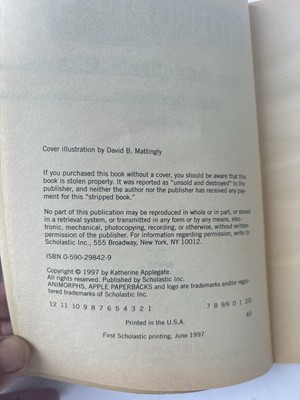 Cover illustration by David B. Mattingly
If you purchased this book without a cover, you should be aware that this
book is stolen property. It was reported as "unsold and destroyed" to the
publisher, and neither the author nor the publisher has received any pay-
ment for this "stripped book."
No part of this publication may be reproduced in whole or in part, or stored
in a retrieval system, or transmitted in any form or by any means, elec-
tronic, mechanical, photocopying, recording, or otherwise, without written
permission of the publisher. For information regarding permission, write to
Scholastic Inc., 555 Broadway, New York, NY 10012.
ISBN 0-590-29842-9
Copyright © 1997 by Katherine Applegate.
All rights reserved. Published by Scholastic Inc.
ANIMORPHS, APPLE PAPERBACKS and logo are trademarks and/or regis-
tered trademarks of Scholastic Inc.
12 11 10 9 8 7 6 5 4 3 2 1 7 8 9/9 0 1 2/0
40
Printed in the U.S.A.
First Scholastic printing, June 1997